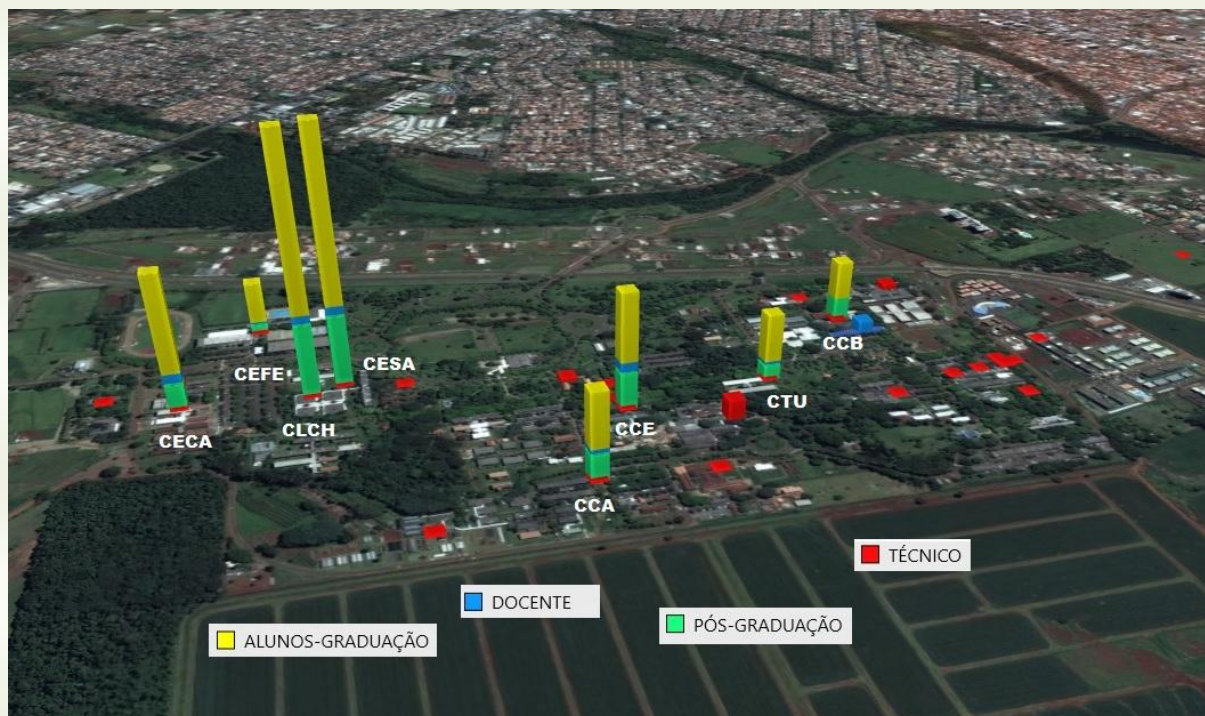 CEFE
CESA
CECA
CLCH
CCB
CTU
CCE
CCA
TÉCNICO
DOCENTE
PÓS-GRADUAÇÃO
ALUNOS-GRADUAÇÃO